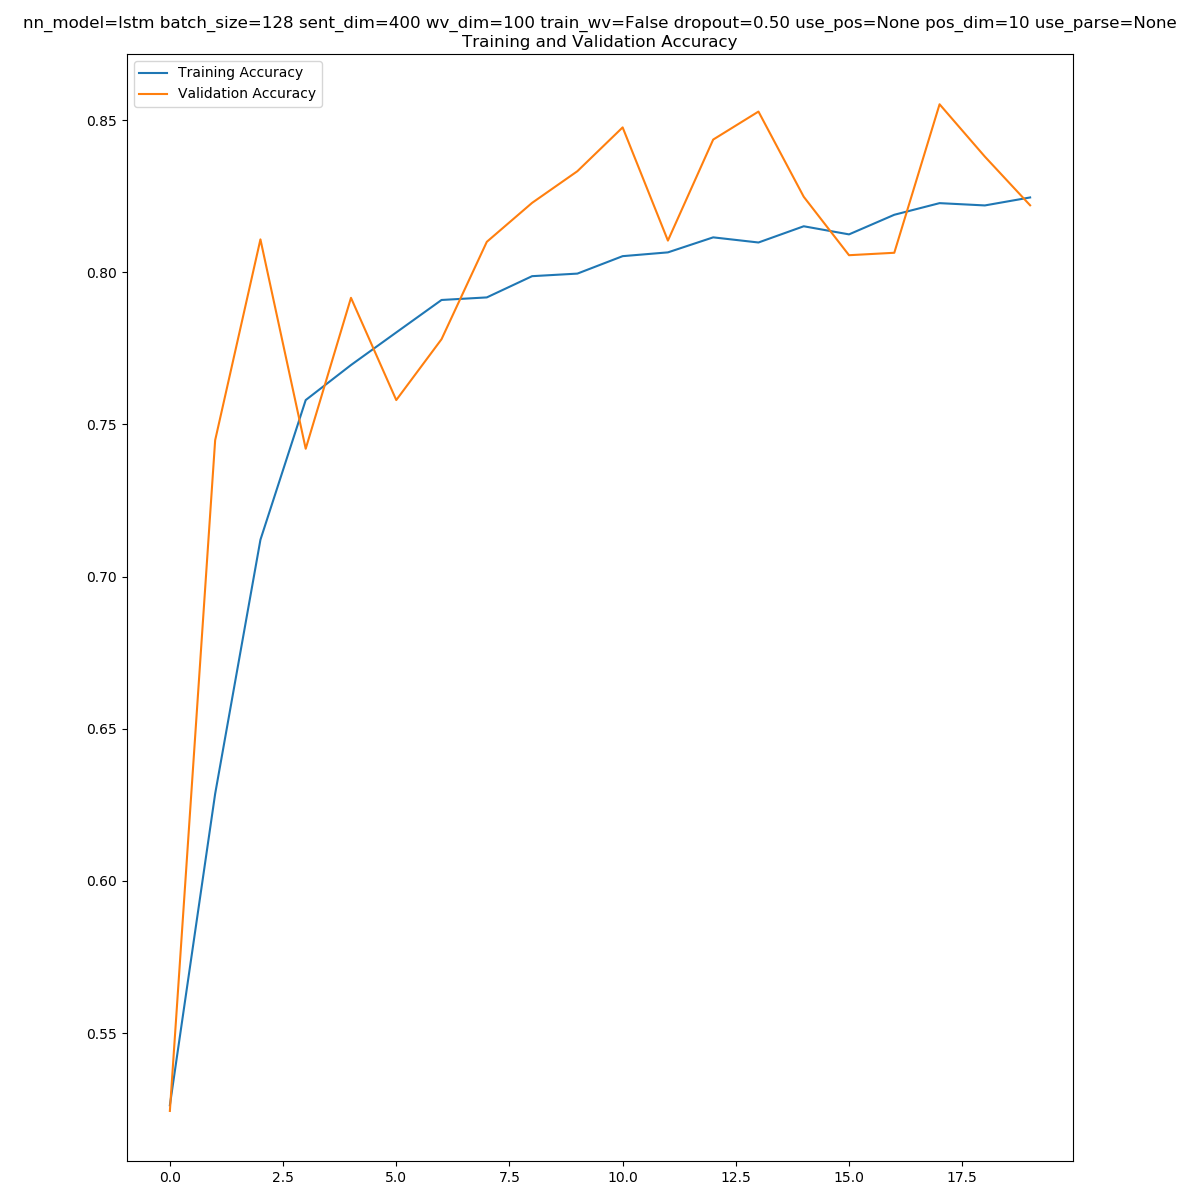 nn_model=lstm batch_size=128 sent_dim=400 wv_dim=100 train_wv=False dropout=0.50 use_pos=None pos_dim=10 use_parse=None
Training and Validation Accuracy
Training Accuracy
Validation Accuracy
0.85
0.80
0.75
0.70
0.65
0.60
0.55
0.0 2.5 5.0 7.5 10.0 12.5 15.0 17.5